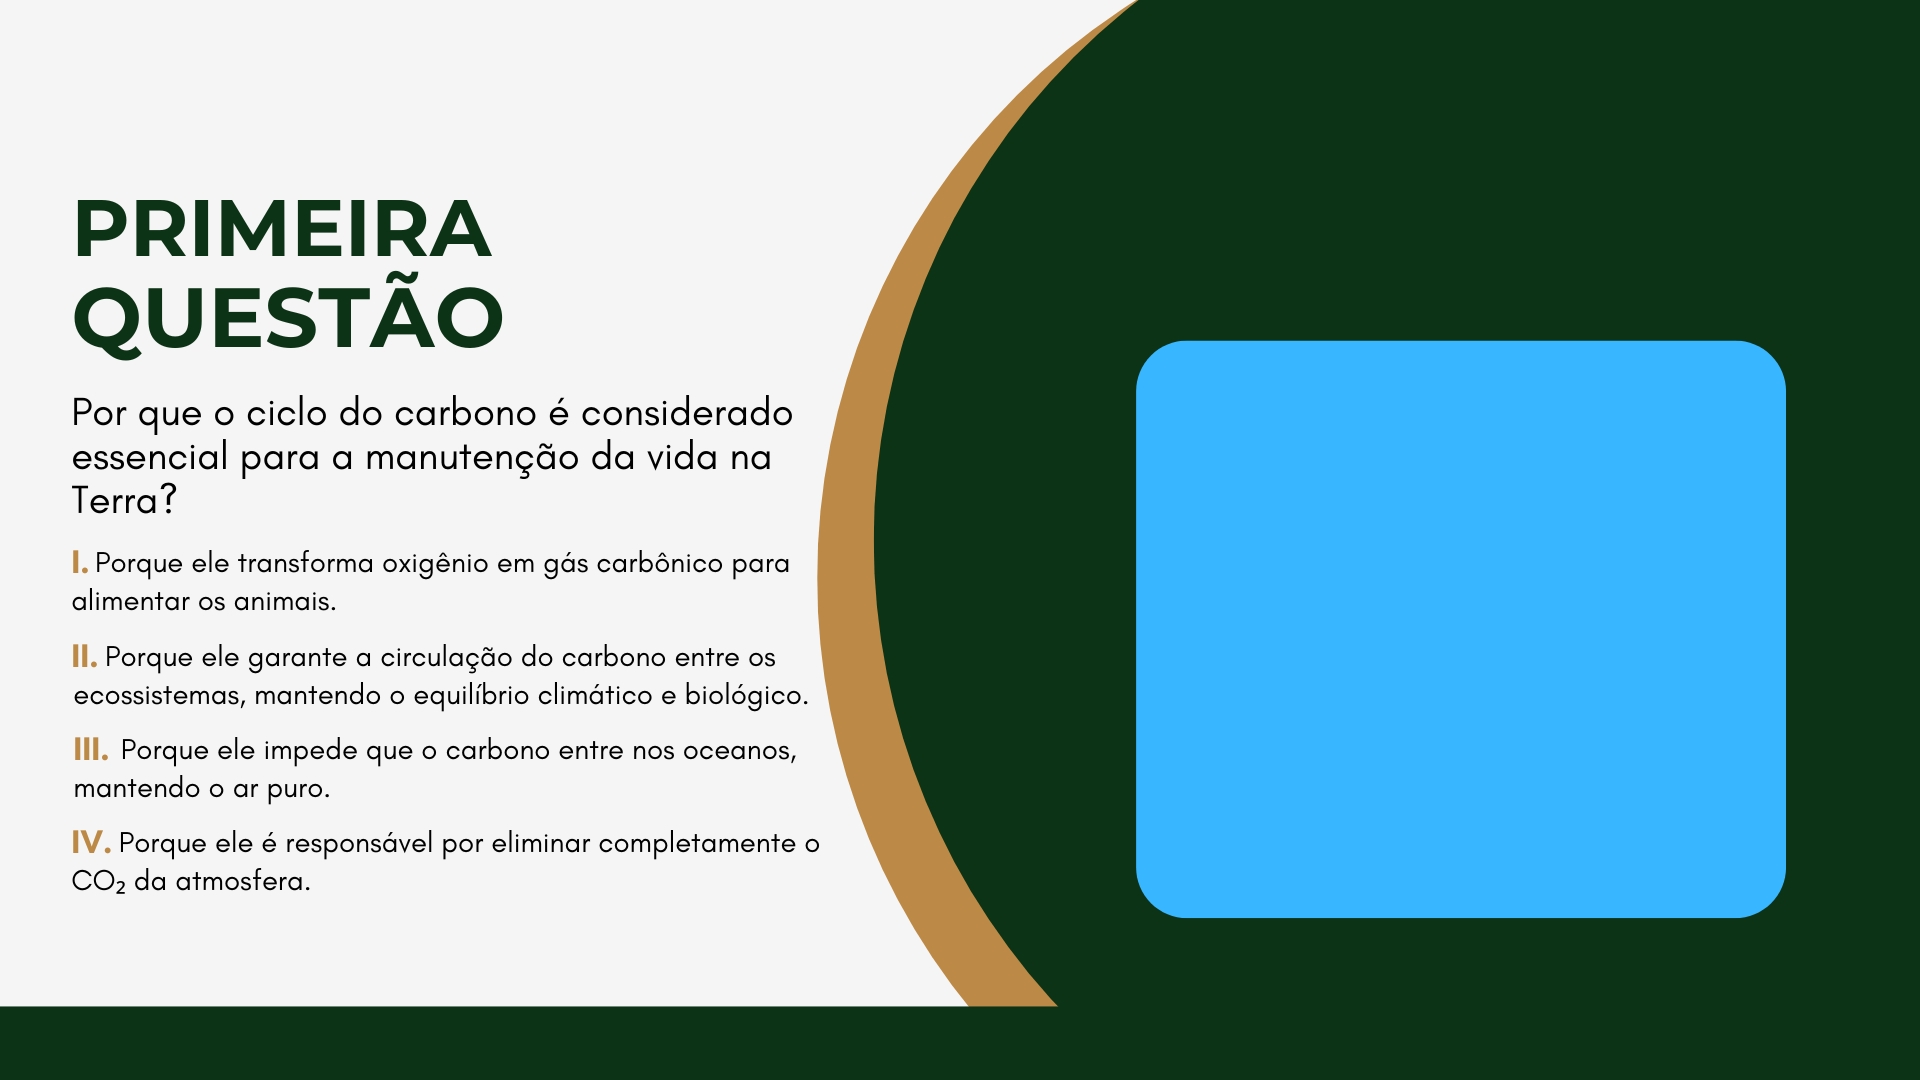 PRIMEIRA
QUESTÃO
Por que o ciclo do carbono é considerado
essencial para a manutenção da vida na
Terra?
I. Porque ele transforma oxigênio em gás carbônico para
alimentar os animais.
II. Porque ele garante a circulação do carbono entre os
ecossistemas, mantendo o equilíbrio climático e biológico.
III. Porque ele impede que o carbono entre nos oceanos,
mantendo o ar puro.
IV. Porque ele é responsável por eliminar completamente o
CO₂ da atmosfera.